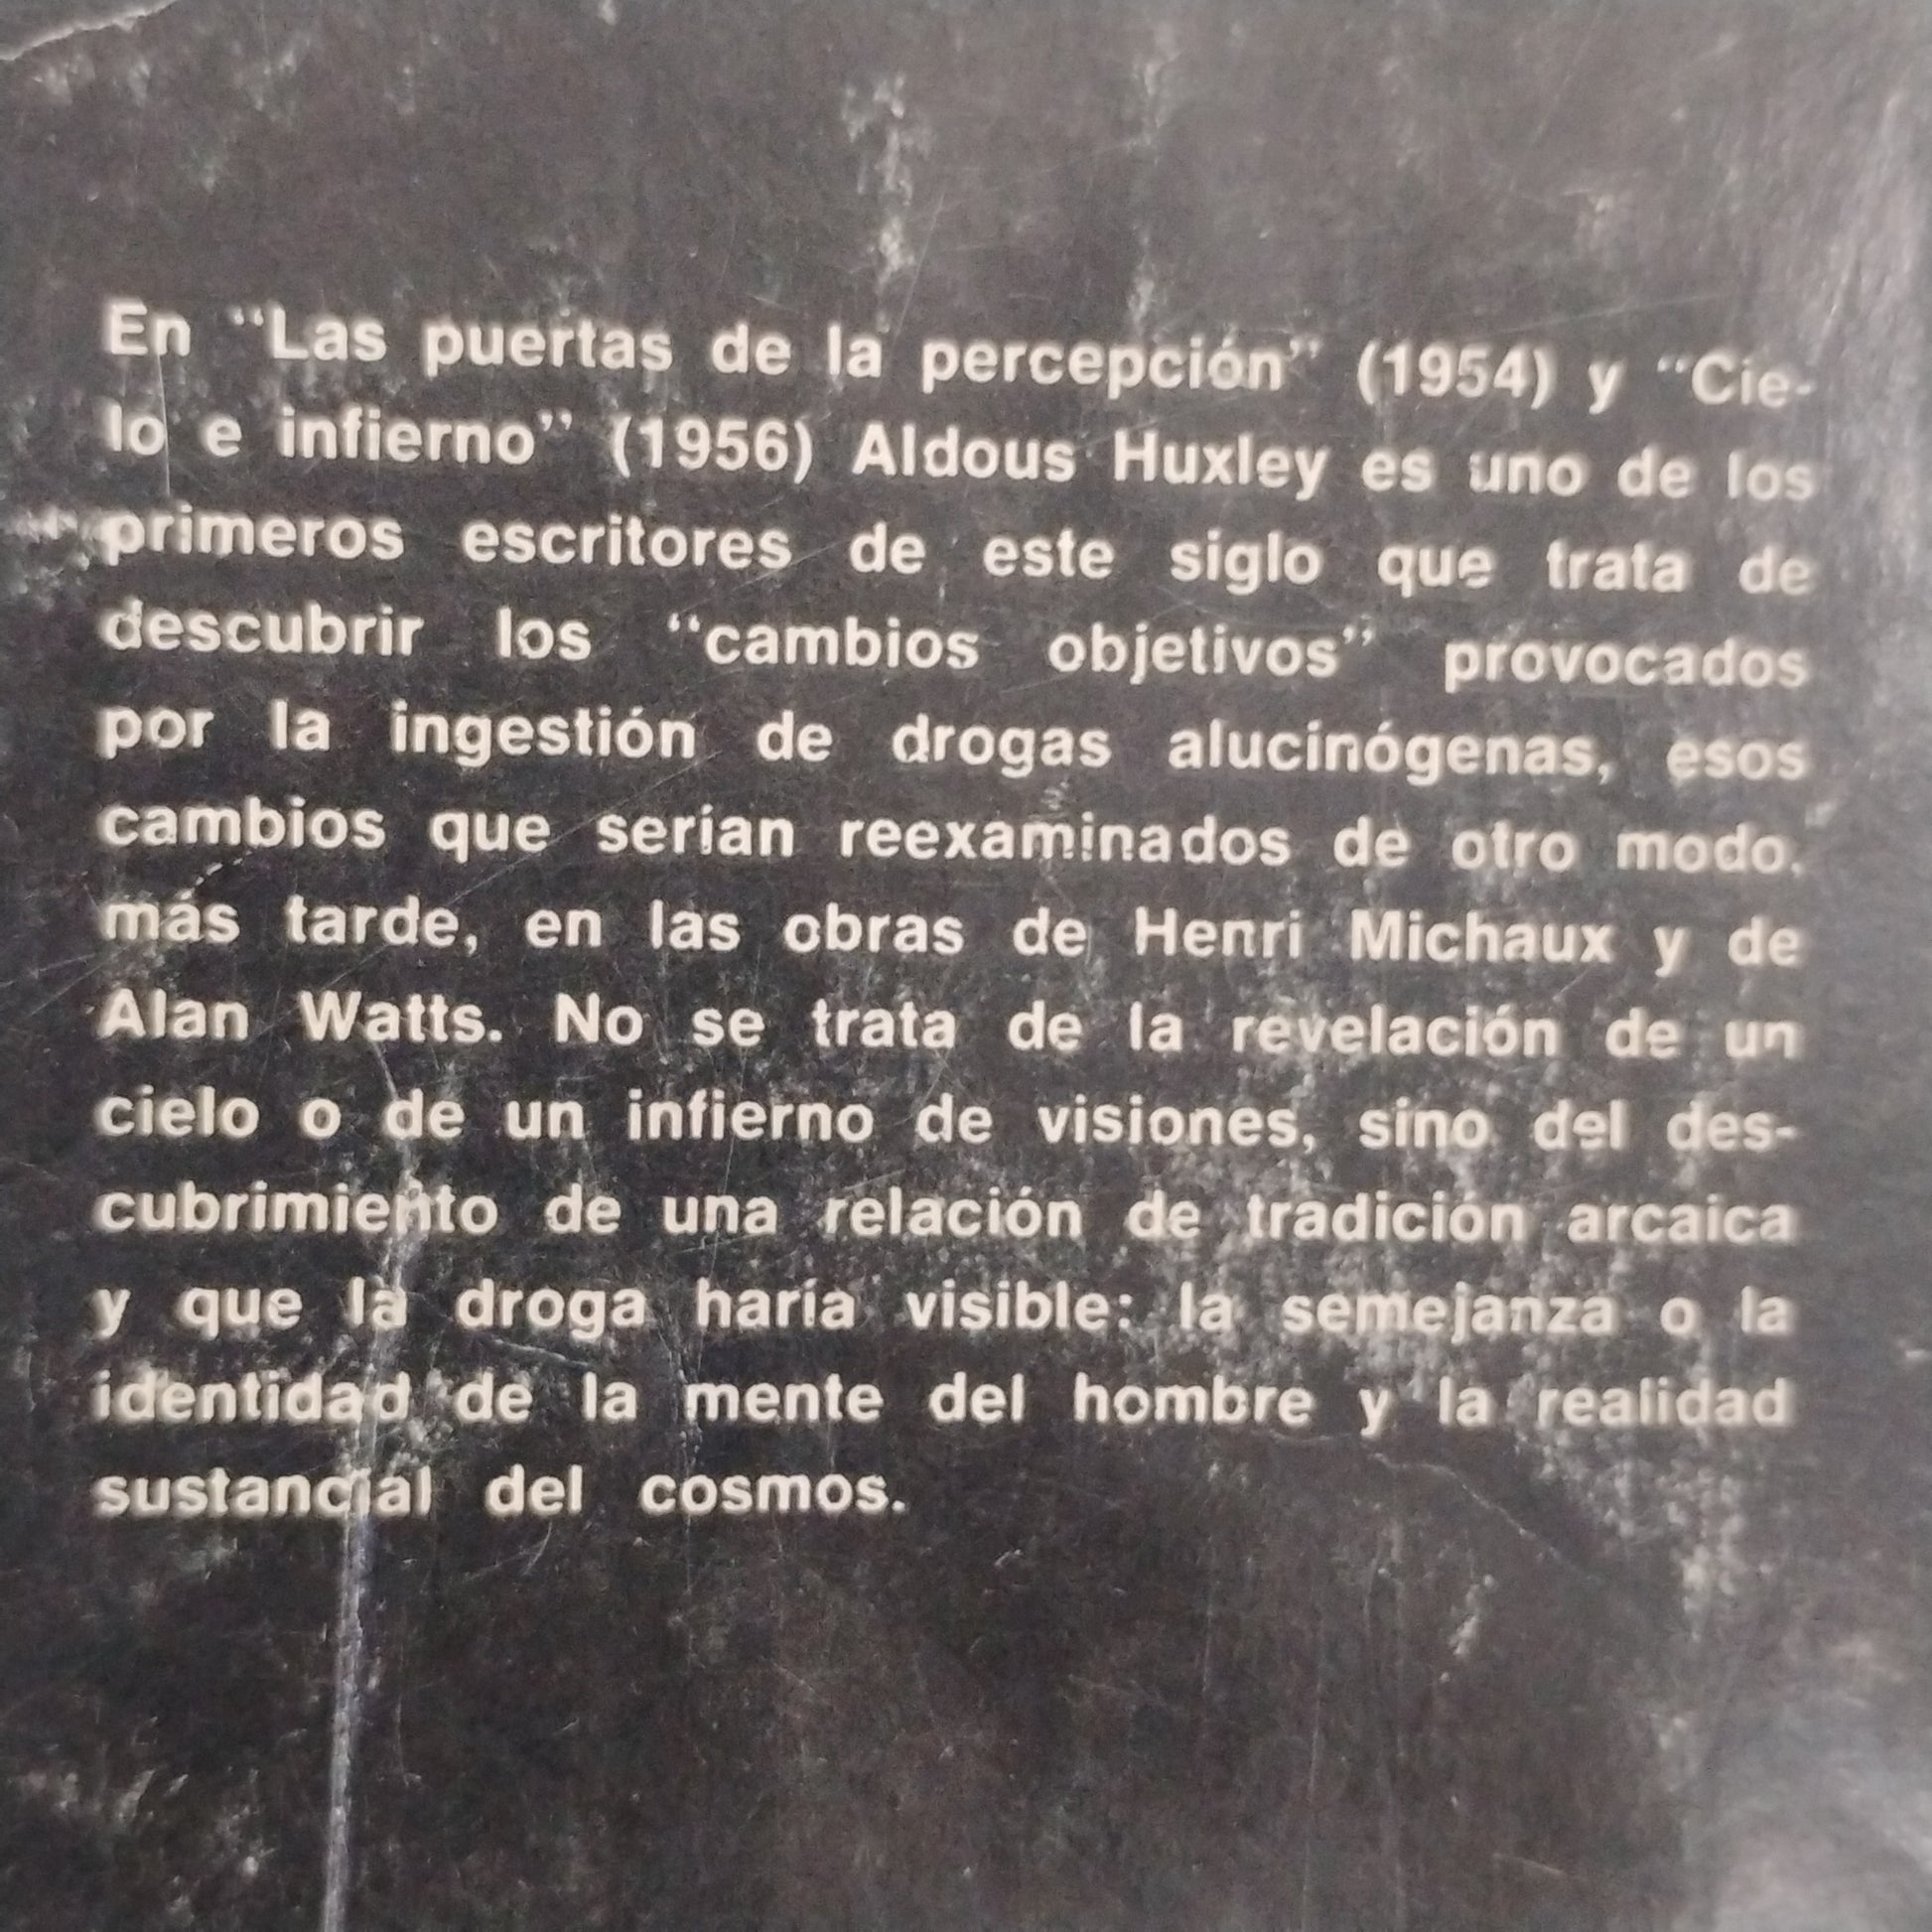 En "Las puertas de la percepción" (1954) y "Cie-
lo e infierno" (1956) Aldous Huxley es uno de los
primeros escritores de este siglo que trata de
descubrir los "cambios objetivos" provocados
por la ingestión de drogas alucinógenas, esos
cambios que serían reexaminados de otro modo,
más tarde, en las obras de Henri Michaux y de
Alan Watts. No se trata de la revelación de un
cielo o de un infierno de visiones, sino del des-
cubrimiento de una relación de tradición arcaica
y que la droga haría visible: la semejanza o la
identidad de la mente del hombre y la realidad
sustancial del cosmos.